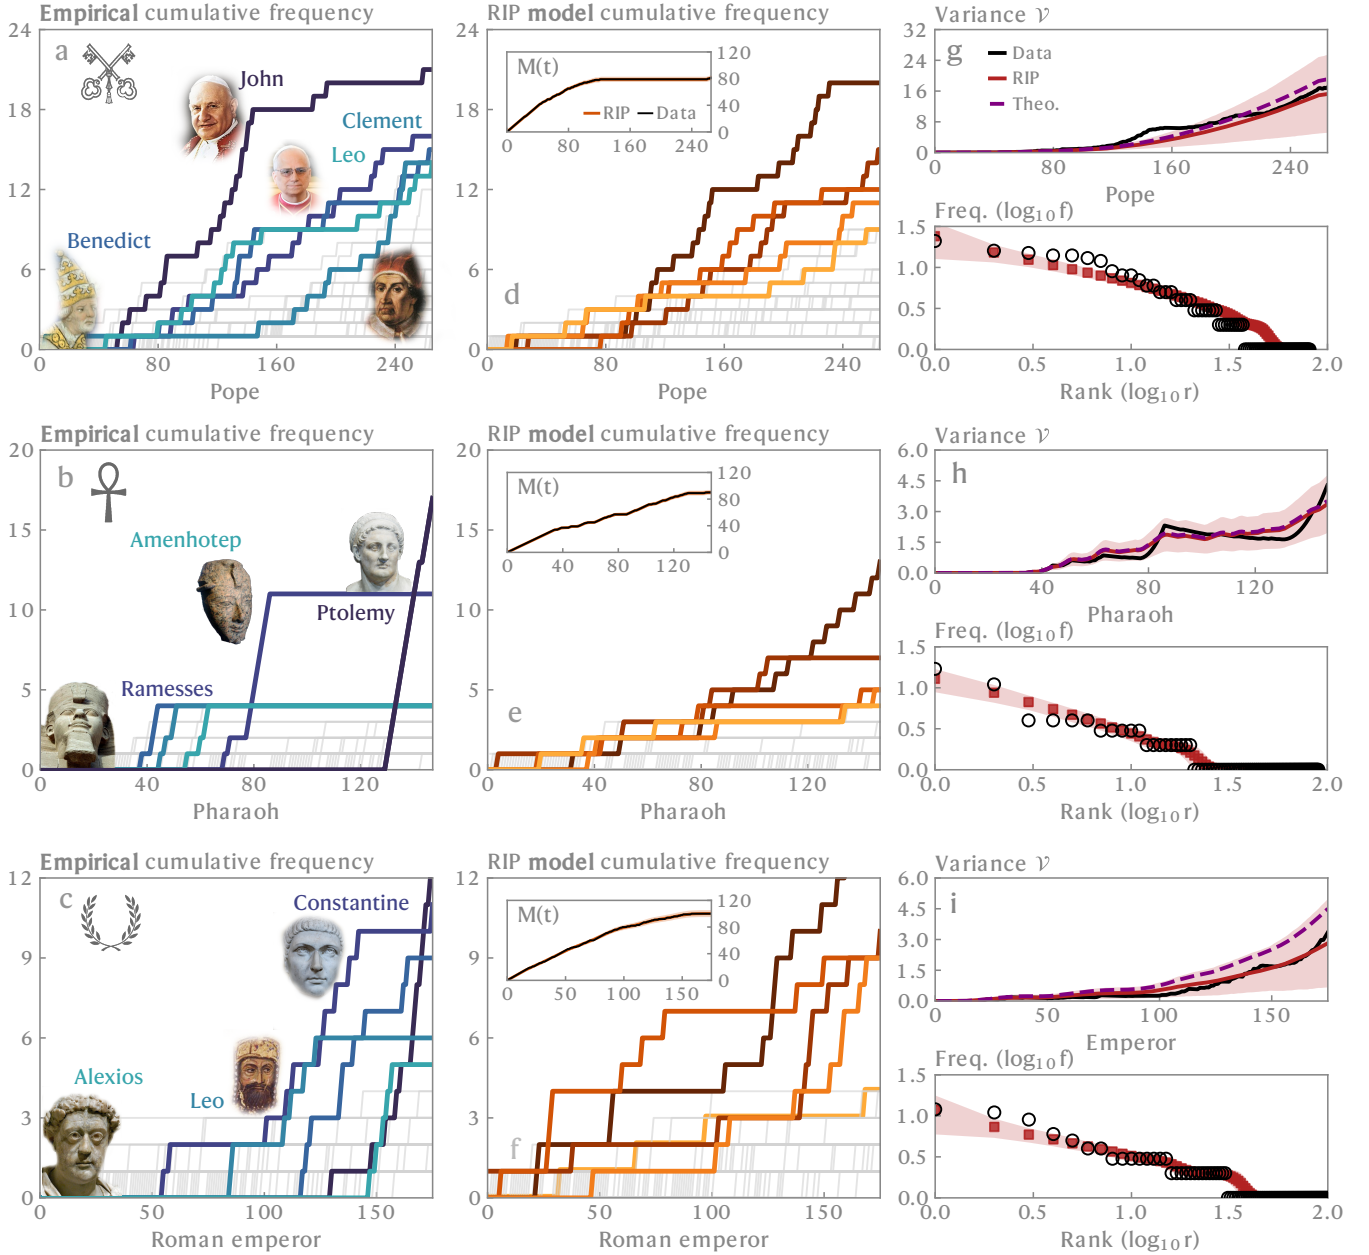 Empirical cumulative frequency
24
18
12
6
0
a
John
Clement
Leo
Benedict
0 80 160 240
Pope
RIP model cumulative frequency
24
18
12
6
0
M(t)
120
80
40
0
RIP Data
0 80 160 240
d
0 80 160 240
Pope
Variance 𝒱
32
24
16
8
0
g
Data
RIP
Theo.
0 80 160 240
Pope
Freq. (log₁₀ f)
1.5
1.0
0.5
0.0
0.0 0.5 1.0 1.5 2.0
Rank (log₁₀ r)
Empirical cumulative frequency
20
15
10
5
0
b
Amenhotep
Ptolemy
Ramesses
0 40 80 120
Pharaoh
RIP model cumulative frequency
20
15
10
5
0
M(t)
120
80
40
0
0 40 80 120
e
0 40 80 120
Pharaoh
Variance 𝒱
6.0
4.5
3.0
1.5
0.0
h
0 40 80 120
Pharaoh
Freq. (log₁₀ f)
1.5
1.0
0.5
0.0
0.0 0.5 1.0 1.5 2.0
Rank (log₁₀ r)
Empirical cumulative frequency
12
9
6
3
0
c
Constantine
Alexios
Leo
0 50 100 150
Roman emperor
RIP model cumulative frequency
12
9
6
3
0
M(t)
120
80
40
0
0 50 100 150
f
0 50 100 150
Roman emperor
Variance 𝒱
6.0
4.5
3.0
1.5
0.0
i
0 50 100 150
Emperor
Freq. (log₁₀ f)
1.5
1.0
0.5
0.0
0.0 0.5 1.0 1.5 2.0
Rank (log₁₀ r)